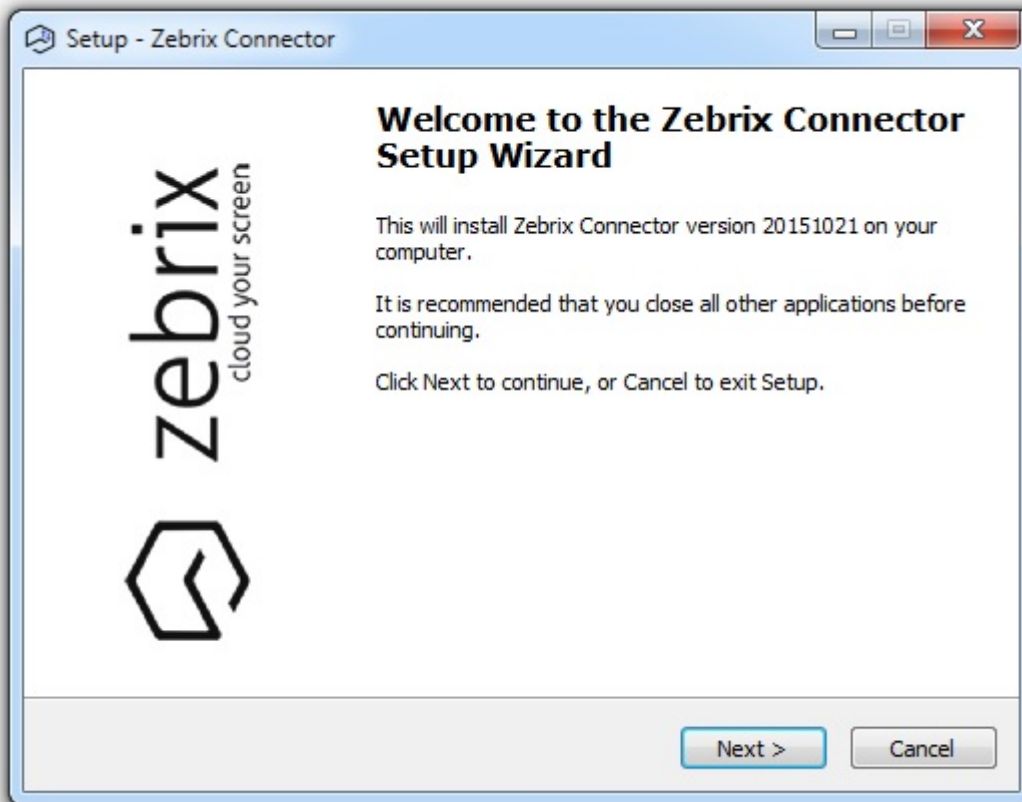 Setup - Zebrix Connector
Welcome to the Zebrix Connector
Setup Wizard
This will install Zebrix Connector version 20151021 on your
computer.
It is recommended that you close all other applications before
continuing.
Click Next to continue, or Cancel to exit Setup.
zebrix
cloud your screen
Next >
Cancel